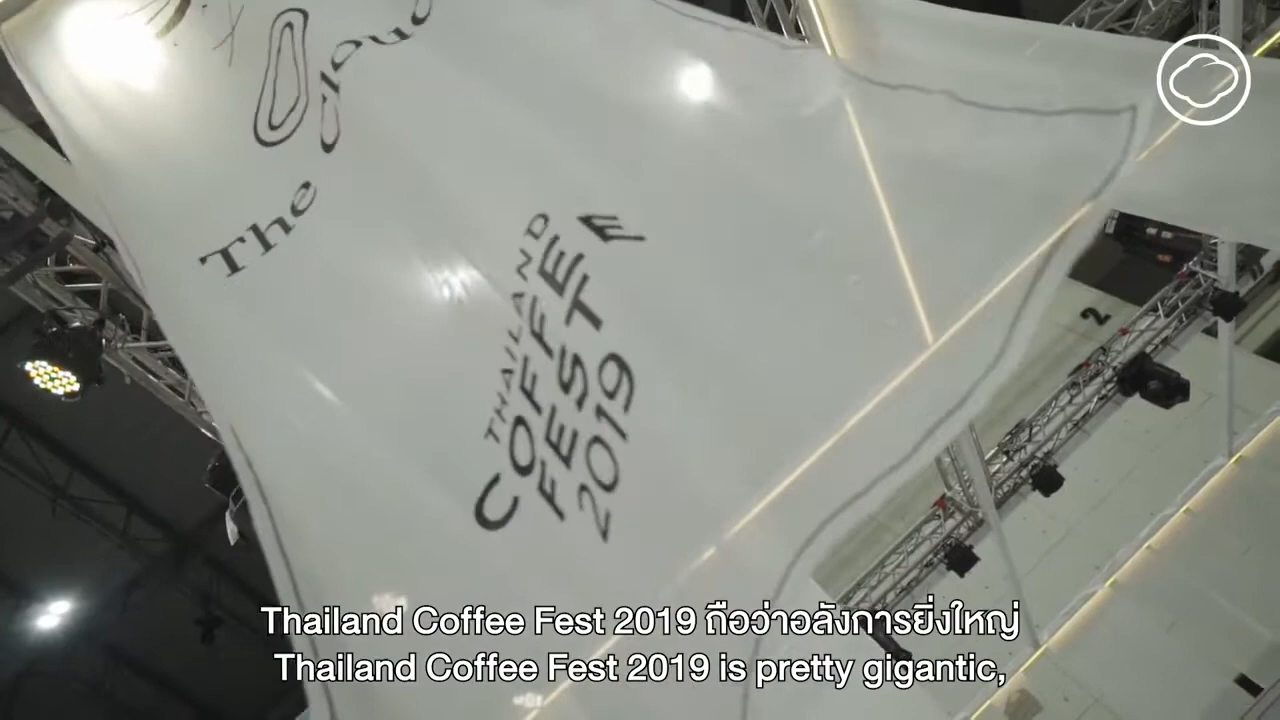 The Cloud
THAILAND
COFFEE
FEST
2019
2
Thailand Coffee Fest 2019 ถือว่าอลังการยิ่งใหญ่
Thailand Coffee Fest 2019 is pretty gigantic,